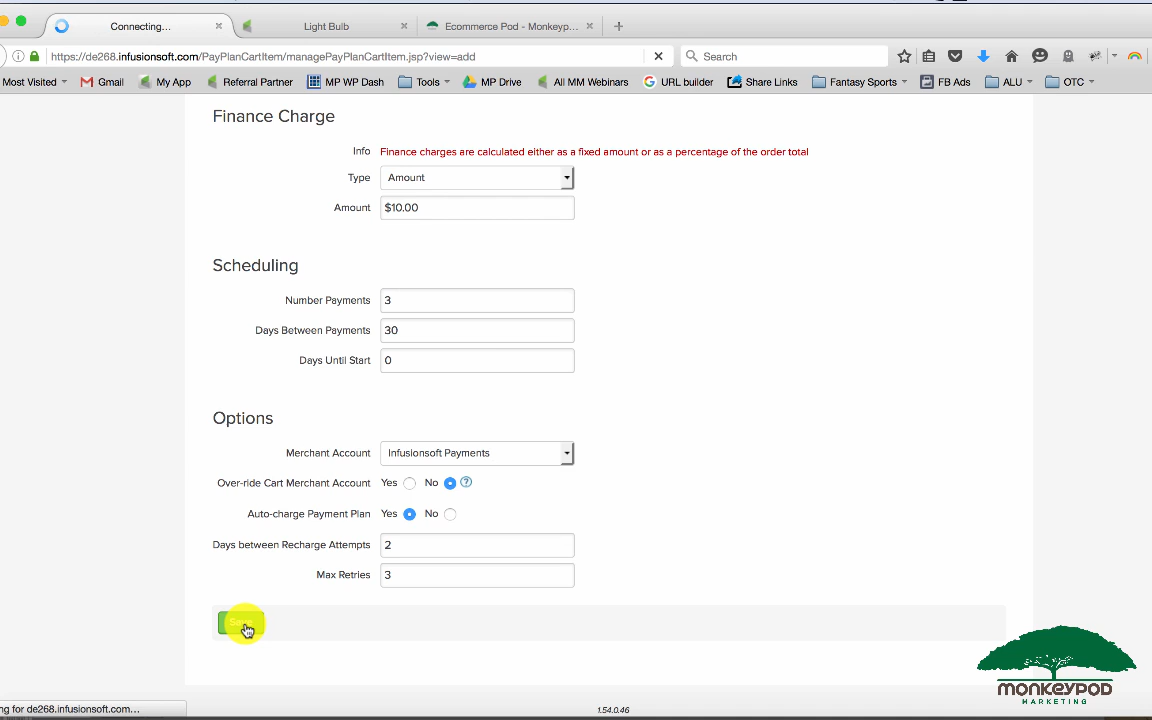 Connecting...
Light Bulb
Ecommerce Pod - Monkeyp...
https://de268.infusionsoft.com/PayPlanCartItem/managePayPlanCartItem.jsp?view=add
Search
Most Visited
Gmail
My App
Referral Partner
MP WP Dash
Tools
MP Drive
All MM Webinars
URL builder
Share Links
Fantasy Sports
FB Ads
ALU
OTC
Finance Charge
Info Finance charges are calculated either as a fixed amount or as a percentage of the order total
Type Amount
Amount $10.00
Scheduling
Number Payments 3
Days Between Payments 30
Days Until Start 0
Options
Merchant Account Infusionsoft Payments
Over-ride Cart Merchant Account Yes No ?
Auto-charge Payment Plan Yes No
Days between Recharge Attempts 2
Max Retries 3
Save
monkeypod
MARKETING
ng for de268.infusionsoft.com...
1.54.0.46